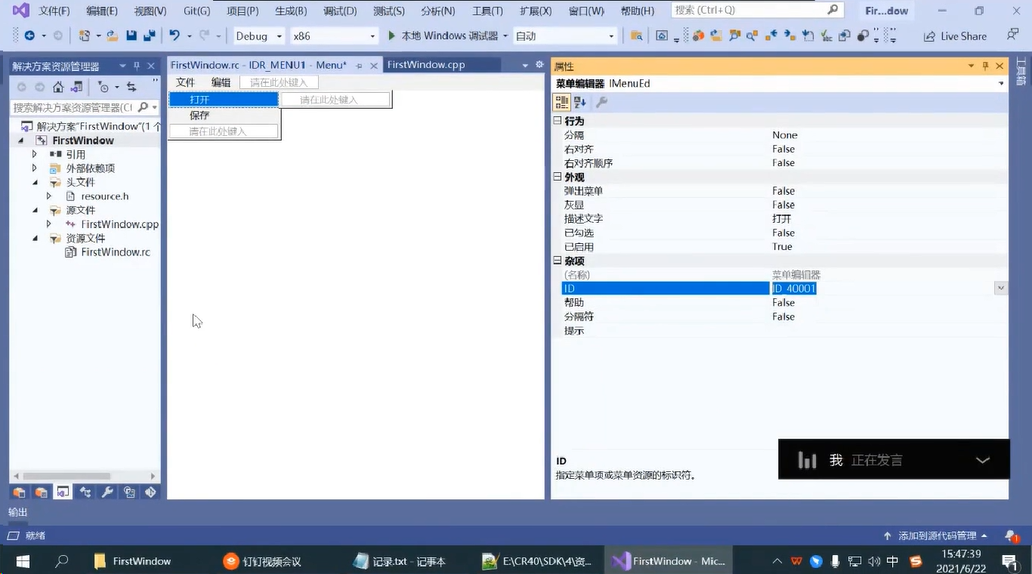 文件(F) 编辑(E) 视图(V) Git(G) 项目(P) 生成(B) 调试(D) 测试(S) 分析(N) 工具(T) 扩展(X) 窗口(W) 帮助(H) 搜索 (Ctrl+Q) Fir...dow
Debug x86 本地 Windows 调试器 自动 Live Share
解决方案资源管理器
搜索解决方案资源管理器(Ct
解决方案"FirstWindow"(1 个
FirstWindow
引用
外部依赖项
头文件
resource.h
源文件
FirstWindow.cpp
资源文件
FirstWindow.rc
FirstWindow.rc - IDR_MENU1 - Menu* FirstWindow.cpp
文件 编辑 请在此处键入
打开 请在此处键入
保存
请在此处键入
属性
菜单编辑器 IMenuEd
行为
分隔 None
右对齐 False
右对齐顺序 False
外观
弹出菜单 False
灰显 False
描述文字 打开
已勾选 False
已启用 True
杂项
(名称) 菜单编辑器
ID ID_40001
帮助 False
分隔符 False
提示
ID
指定菜单项或菜单资源的标识符。
我 正在发言
工具箱
输出
就绪
添加到源代码管理
FirstWindow 钉钉视频会议 记录.txt - 记事本 E:\CR40\SDK\4\资... FirstWindow - Mic...
中
15:47:39
2021/6/22
1